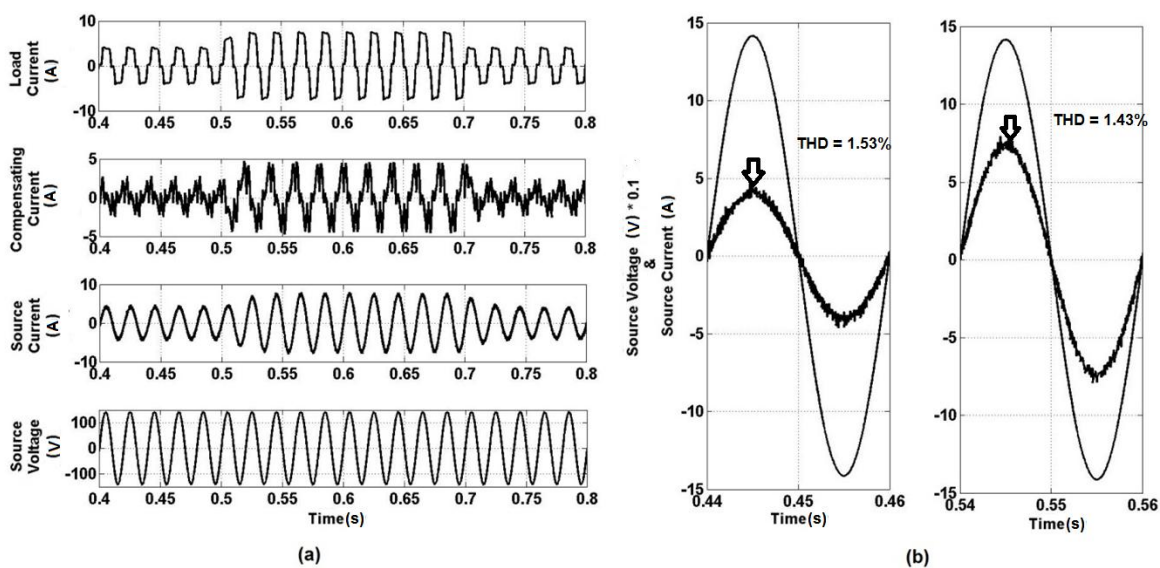 Load
Current
(A)
10
0
-10
0.4 0.45 0.5 0.55 0.6 0.65 0.7 0.75 0.8
Compensating
Current
(A)
5
0
-5
0.4 0.45 0.5 0.55 0.6 0.65 0.7 0.75 0.8
Source
Current
(A)
10
0
-10
0.4 0.45 0.5 0.55 0.6 0.65 0.7 0.75 0.8
Source
Voltage
(V)
100
0
-100
0.4 0.45 0.5 0.55 0.6 0.65 0.7 0.75 0.8
Time(s)
(a)
Source Voltage (V) * 0.1
&
Source Current (A)
15
10
5
0
-5
-10
-15
0.44 0.45 0.46
Time(s)
THD = 1.53%
15
10
5
0
-5
-10
-15
0.54 0.55 0.56
Time(s)
THD = 1.43%
(b)